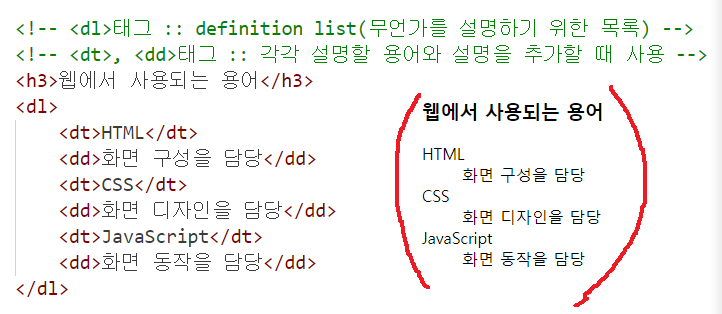 <!-- <dl>태그 :: definition list(무언가를 설명하기 위한 목록) -->
<!-- <dt>, <dd>태그 :: 각각 설명할 용어와 설명을 추가할 때 사용 -->
<h3>웹에서 사용되는 용어</h3>
<dl>
<dt>HTML</dt>
<dd>화면 구성을 담당</dd>
<dt>CSS</dt>
<dd>화면 디자인을 담당</dd>
<dt>JavaScript</dt>
<dd>화면 동작을 담당</dd>
</dl>
웹에서 사용되는 용어
HTML
화면 구성을 담당
CSS
화면 디자인을 담당
JavaScript
화면 동작을 담당